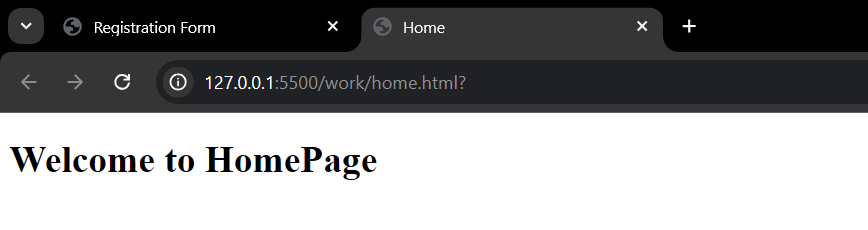 Registration Form
Home
127.0.0.1:5500/work/home.html?
Welcome to HomePage